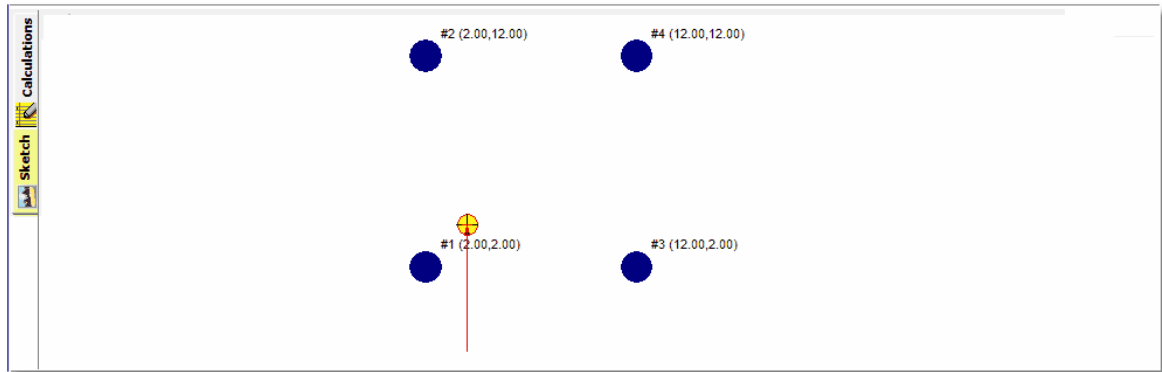 Calculations
Sketch
#2 (2.00,12.00)
#4 (12.00,12.00)
#1 (2.00,2.00)
#3 (12.00,2.00)